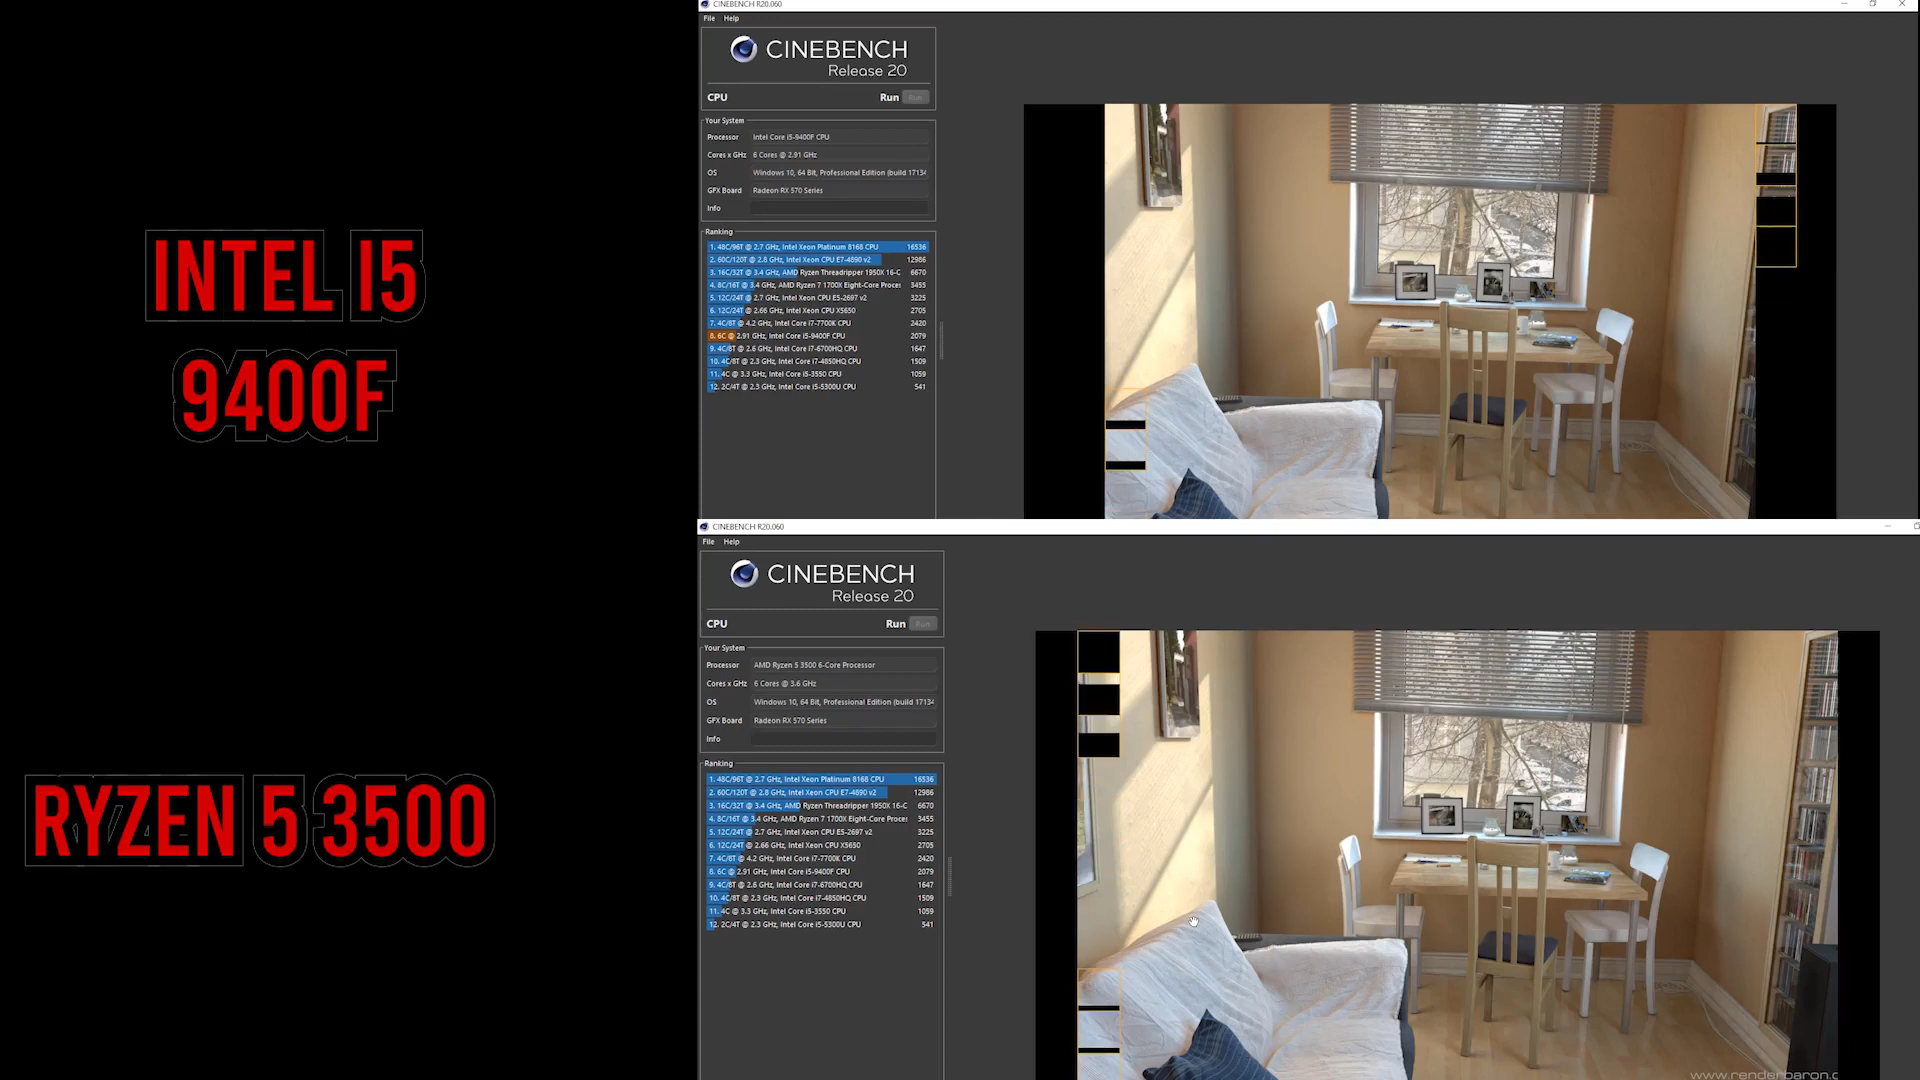 INTEL I5
9400F
RYZEN 5 3500
CINEBENCH R20.060
File Help
CINEBENCH
Release 20
CPU Run Run
Your System
Processor Intel Core i5-9400F CPU
Cores x GHz 6 Cores @ 2.91 GHz
OS Windows 10, 64 Bit, Professional Edition (build 17134
GFX Board Radeon RX 570 Series
Info
Ranking
1. 48C/96T @ 2.7 GHz, Intel Xeon Platinum 8168 CPU 16536
2. 60C/120T @ 2.8 GHz, Intel Xeon CPU E7-4890 v2 12986
3. 16C/32T @ 3.4 GHz, AMD Ryzen Threadripper 1950X 16-C 6670
4. 8C/16T @ 3.4 GHz, AMD Ryzen 7 1700X Eight-Core Proces 3455
5. 12C/24T @ 2.7 GHz, Intel Xeon CPU E5-2697 v2 3225
6. 12C/24T @ 2.66 GHz, Intel Xeon CPU X5650 2705
7. 4C/8T @ 4.2 GHz, Intel Core i7-7700K CPU 2420
8. 6C @ 2.91 GHz, Intel Core i5-9400F CPU 2079
9. 4C/8T @ 2.6 GHz, Intel Core i7-6700HQ CPU 1647
10. 4C/8T @ 2.3 GHz, Intel Core i7-4850HQ CPU 1509
11. 4C @ 3.3 GHz, Intel Core i5-3550 CPU 1059
12. 2C/4T @ 2.3 GHz, Intel Core i5-5300U CPU 541
CINEBENCH R20.060
File Help
CINEBENCH
Release 20
CPU Run Run
Your System
Processor AMD Ryzen 5 3500 6-Core Processor
Cores x GHz 6 Cores @ 3.6 GHz
OS Windows 10, 64 Bit, Professional Edition (build 17134
GFX Board Radeon RX 570 Series
Info
Ranking
1. 48C/96T @ 2.7 GHz, Intel Xeon Platinum 8168 CPU 16536
2. 60C/120T @ 2.8 GHz, Intel Xeon CPU E7-4890 v2 12986
3. 16C/32T @ 3.4 GHz, AMD Ryzen Threadripper 1950X 16-C 6670
4. 8C/16T @ 3.4 GHz, AMD Ryzen 7 1700X Eight-Core Proces 3455
5. 12C/24T @ 2.7 GHz, Intel Xeon CPU E5-2697 v2 3225
6. 12C/24T @ 2.66 GHz, Intel Xeon CPU X5650 2705
7. 4C/8T @ 4.2 GHz, Intel Core i7-7700K CPU 2420
8. 6C @ 2.91 GHz, Intel Core i5-9400F CPU 2079
9. 4C/8T @ 2.6 GHz, Intel Core i7-6700HQ CPU 1647
10. 4C/8T @ 2.3 GHz, Intel Core i7-4850HQ CPU 1509
11. 4C @ 3.3 GHz, Intel Core i5-3550 CPU 1059
12. 2C/4T @ 2.3 GHz, Intel Core i5-5300U CPU 541
www.renderbaron.c